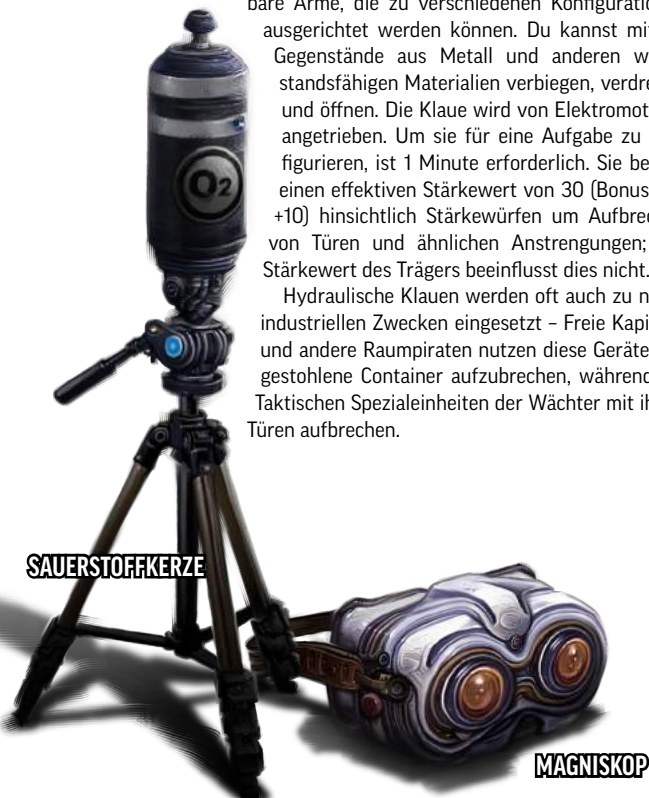 bare Arme, die zu verschiedenen Konfiguratio
ausgerichtet werden können. Du kannst mi
Gegenstände aus Metall und anderen w
standsfähigen Materialien verbiegen, verdre
und öffnen. Die Klaue wird von Elektromot
angetrieben. Um sie für eine Aufgabe zu
figurieren, ist 1 Minute erforderlich. Sie be
einen effektiven Stärkewert von 30 (Bonus
+10) hinsichtlich Stärkewürfen um Aufbre
von Türen und ähnlichen Anstrengungen;
Stärkewert des Trägers beeinflusst dies nicht.
Hydraulische Klauen werden oft auch zu n
industriellen Zwecken eingesetzt – Freie Kapi
und andere Raumpiraten nutzen diese Geräte
gestohlene Container aufzubrechen, während
Taktischen Spezialeinheiten der Wächter mit ih
Türen aufbrechen.
O2
SAUERSTOFFKERZE
MAGNISKOP